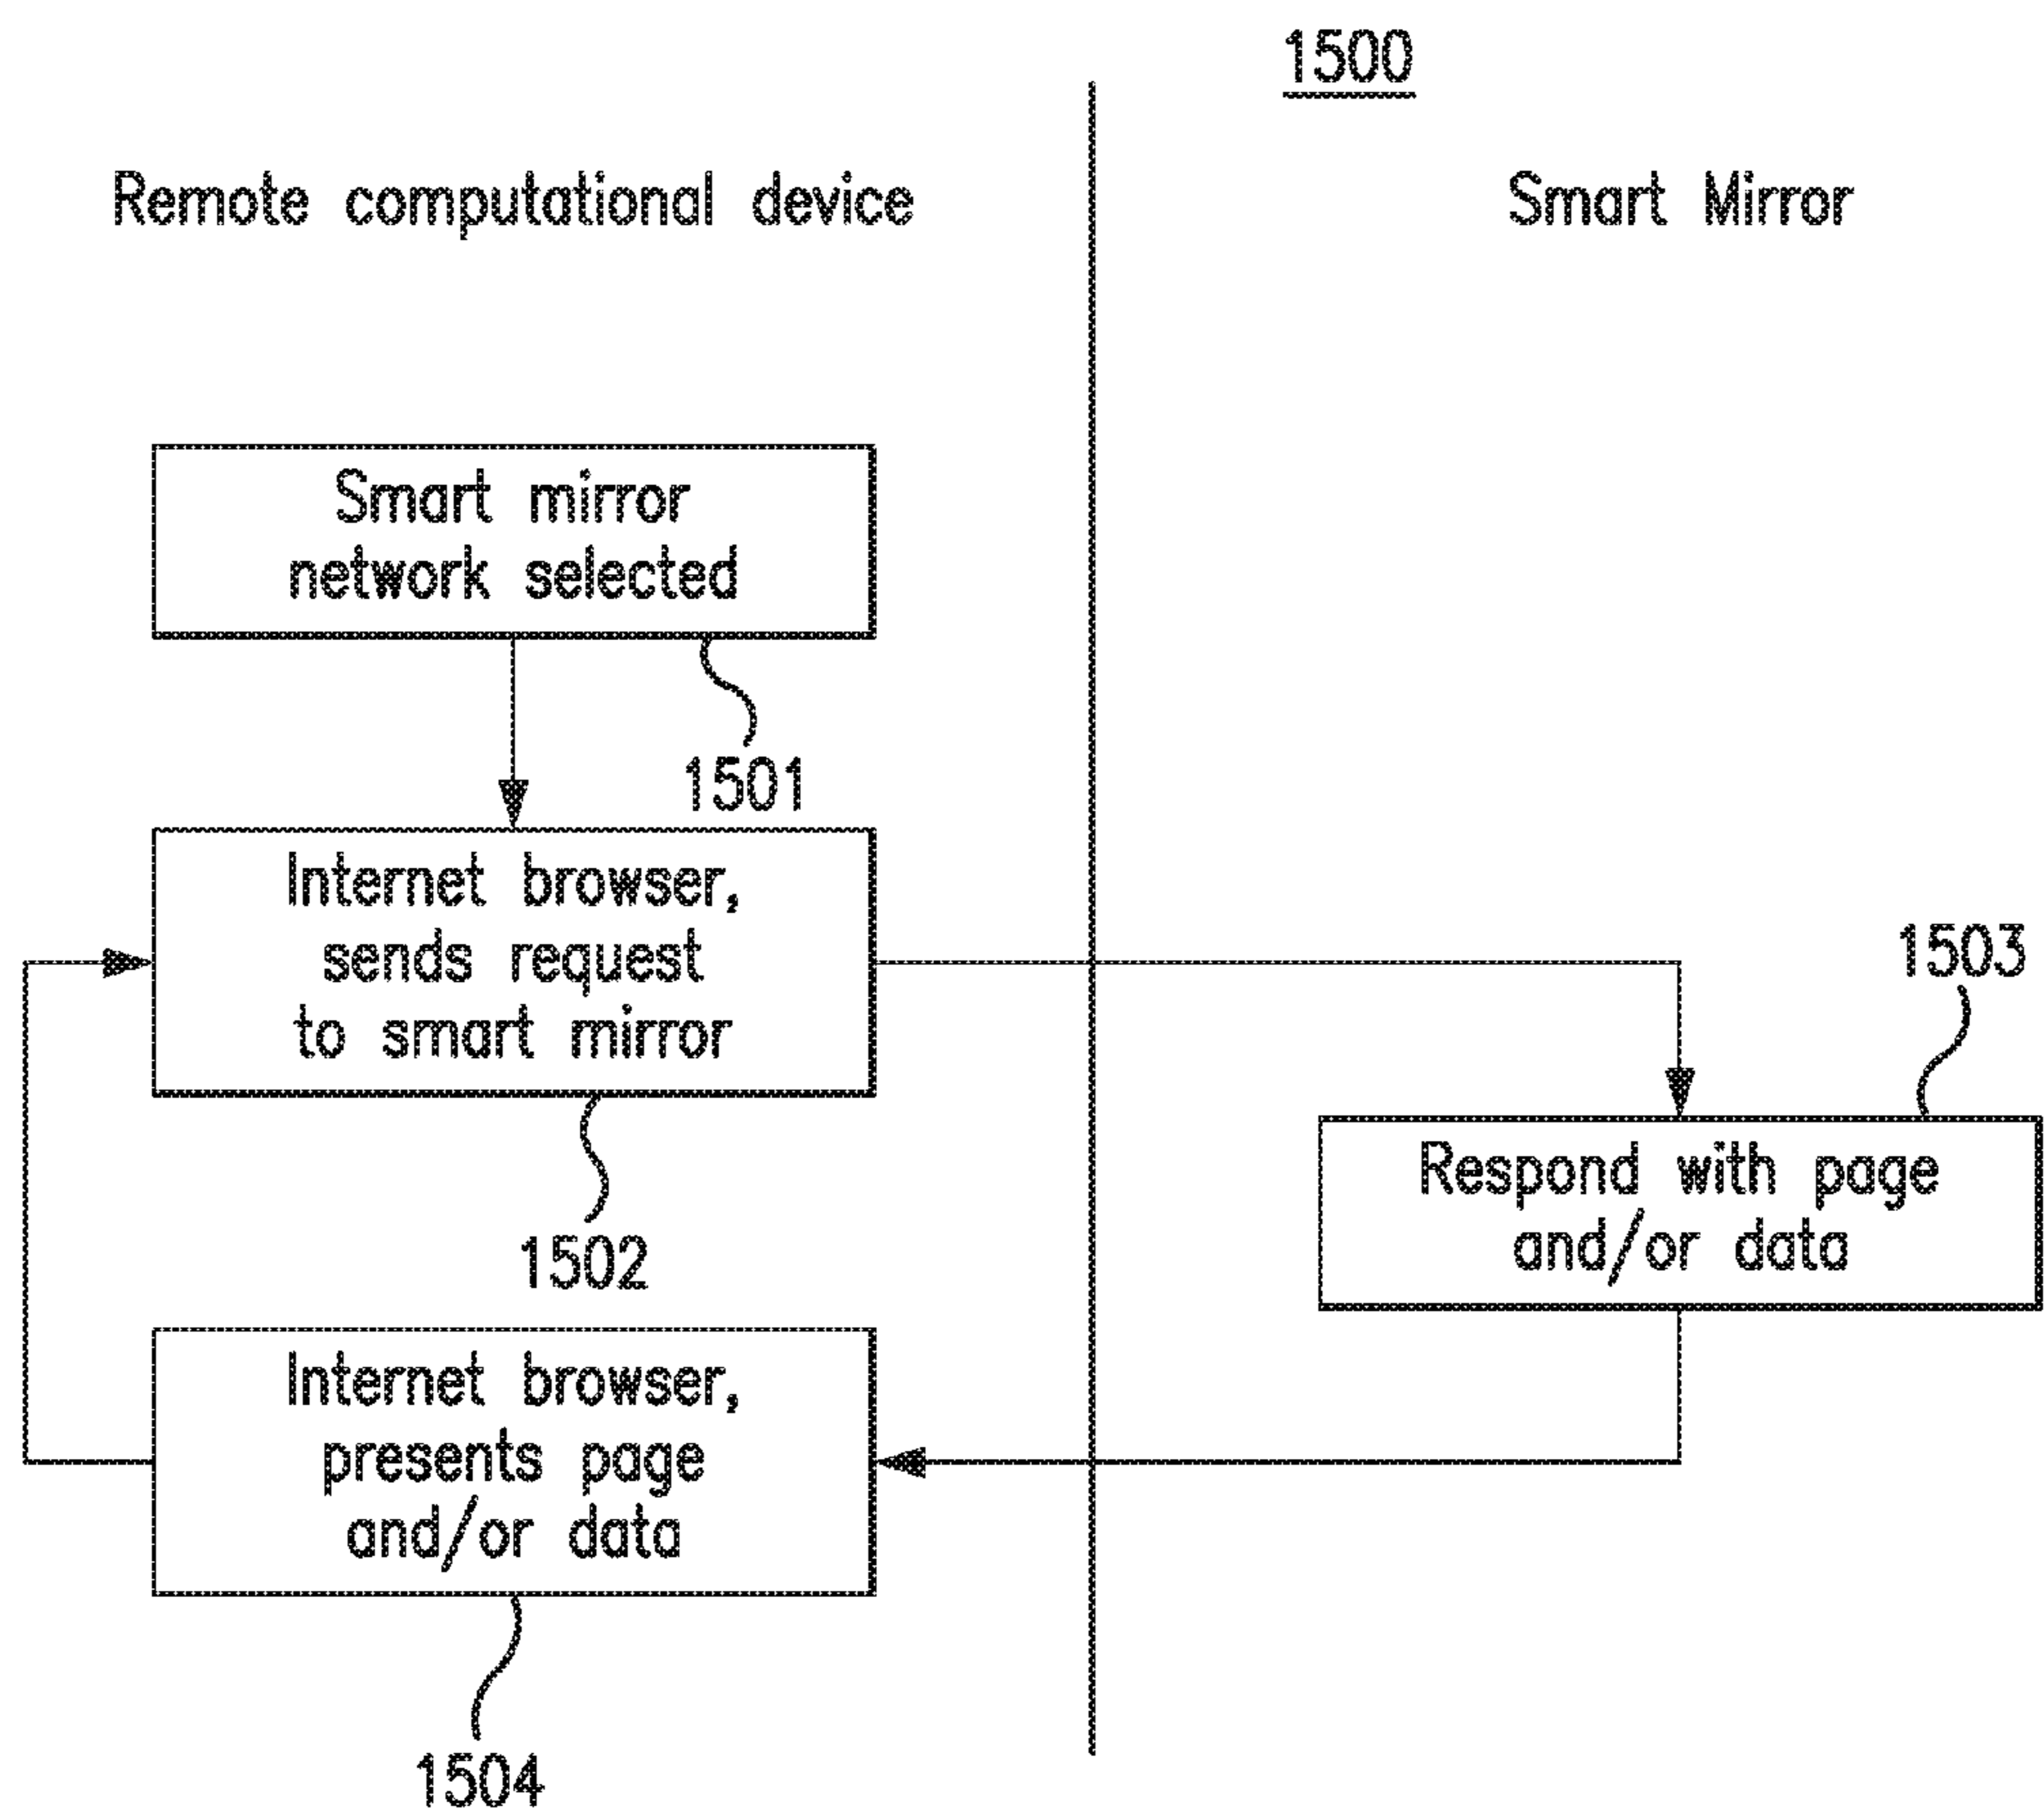 1500
Remote computational device
Smart Mirror
Smart mirror
network selected
1501
Internet browser,
sends request
to smart mirror
1502
1503
Respond with page
and/or data
Internet browser,
presents page
and/or data
1504